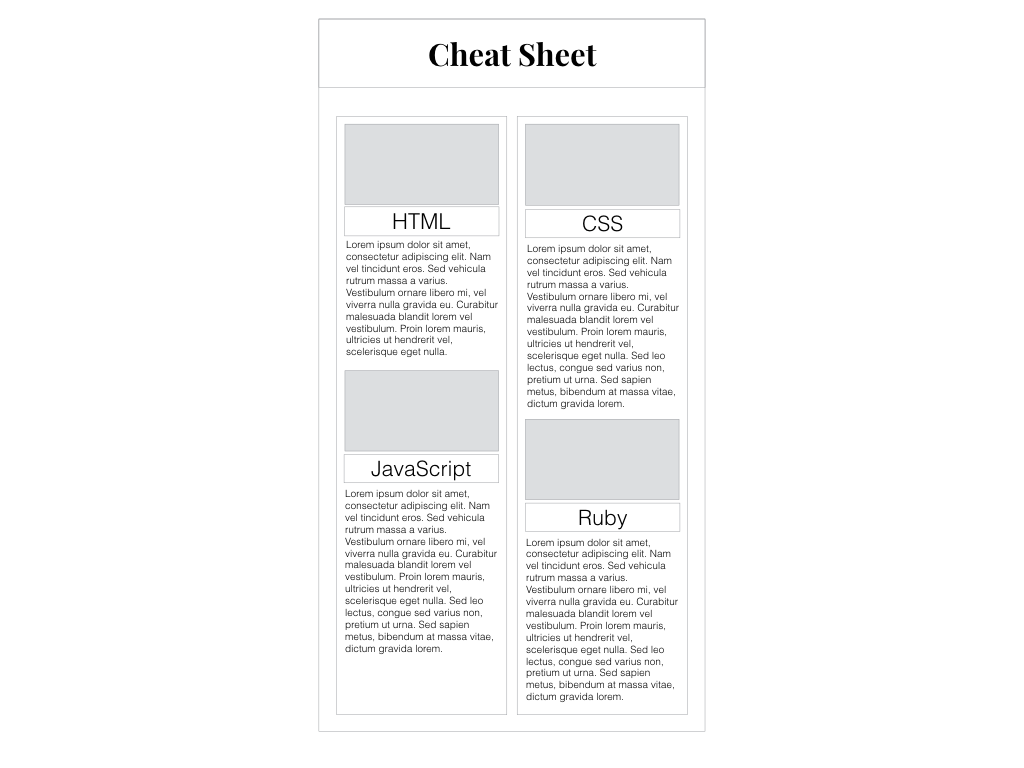 Cheat Sheet
HTML
Lorem ipsum dolor sit amet,
consectetur adipiscing elit. Nam
vel tincidunt eros. Sed vehicula
rutrum massa a varius.
Vestibulum ornare libero mi, vel
viverra nulla gravida eu. Curabitur
malesuada blandit lorem vel
vestibulum. Proin lorem mauris,
ultricies ut hendrerit vel,
scelerisque eget nulla.
JavaScript
Lorem ipsum dolor sit amet,
consectetur adipiscing elit. Nam
vel tincidunt eros. Sed vehicula
rutrum massa a varius.
Vestibulum ornare libero mi, vel
viverra nulla gravida eu. Curabitur
malesuada blandit lorem vel
vestibulum. Proin lorem mauris,
ultricies ut hendrerit vel,
scelerisque eget nulla. Sed leo
lectus, congue sed varius non,
pretium ut urna. Sed sapien
metus, bibendum at massa vitae,
dictum gravida lorem.
CSS
Lorem ipsum dolor sit amet,
consectetur adipiscing elit. Nam
vel tincidunt eros. Sed vehicula
rutrum massa a varius.
Vestibulum ornare libero mi, vel
viverra nulla gravida eu. Curabitur
malesuada blandit lorem vel
vestibulum. Proin lorem mauris,
ultricies ut hendrerit vel,
scelerisque eget nulla. Sed leo
lectus, congue sed varius non,
pretium ut urna. Sed sapien
metus, bibendum at massa vitae,
dictum gravida lorem.
Ruby
Lorem ipsum dolor sit amet,
consectetur adipiscing elit. Nam
vel tincidunt eros. Sed vehicula
rutrum massa a varius.
Vestibulum ornare libero mi, vel
viverra nulla gravida eu. Curabitur
malesuada blandit lorem vel
vestibulum. Proin lorem mauris,
ultricies ut hendrerit vel,
scelerisque eget nulla. Sed leo
lectus, congue sed varius non,
pretium ut urna. Sed sapien
metus, bibendum at massa vitae,
dictum gravida lorem.